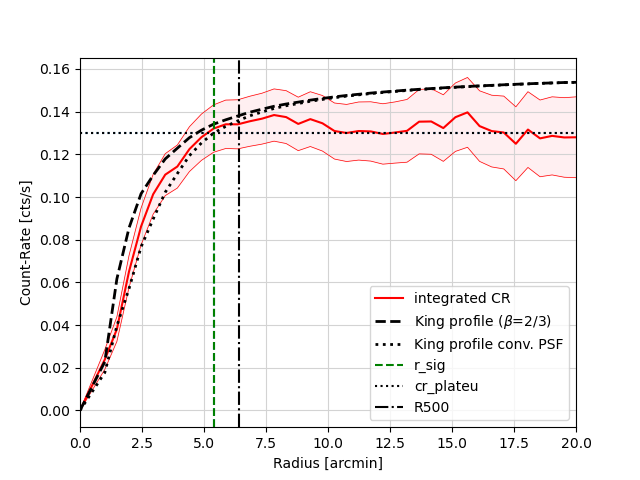 0.16
0.14
0.12
0.10
0.08
0.06
0.04
0.02
0.00
Count-Rate [cts/s]
integrated CR
King profile (β=2/3)
King profile conv. PSF
r_sig
cr_plateu
R500
0.0 2.5 5.0 7.5 10.0 12.5 15.0 17.5 20.0
Radius [arcmin]